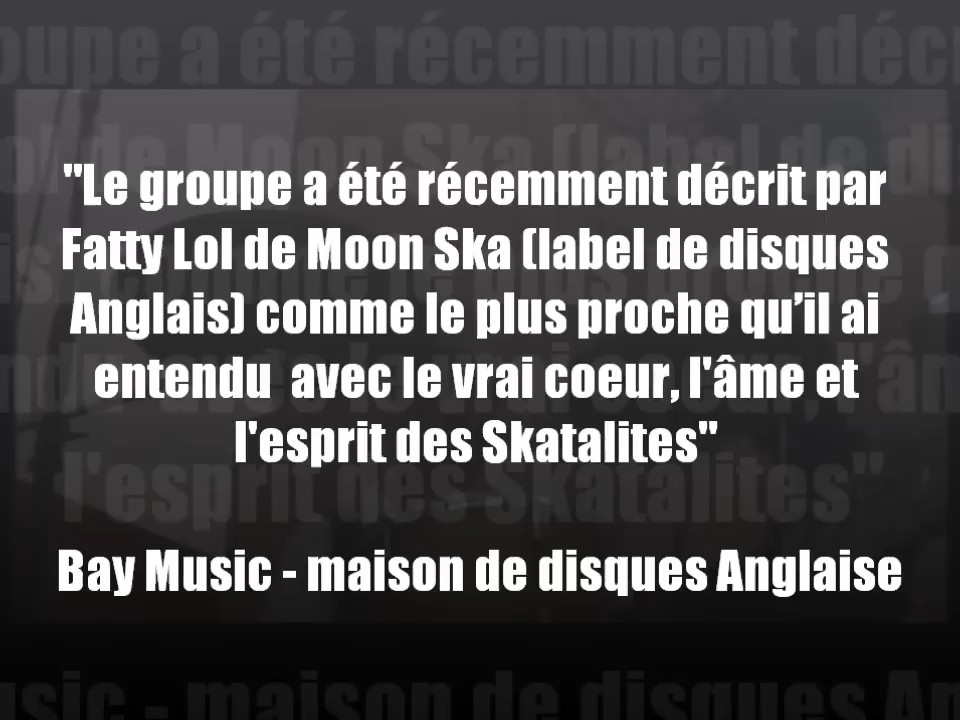 "Le groupe a été récemment décrit par
Fatty Lol de Moon Ska (label de disques
Anglais) comme le plus proche qu’il ai
entendu  avec le vrai coeur, l'âme et
l'esprit des Skatalites"
Bay Music - maison de disques Anglaise